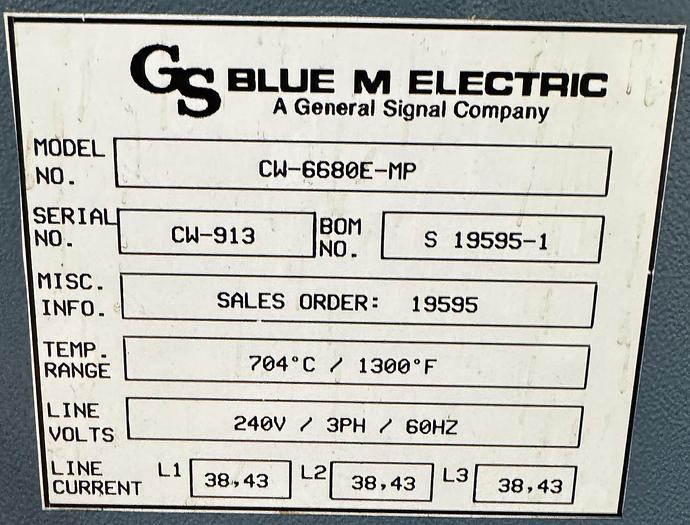 GS BLUE M ELECTRIC
A General Signal Company
MODEL NO. CW-6680E-MP
SERIAL NO. CW-913 BOM NO. S 19595-1
MISC. INFO. SALES ORDER: 19595
TEMP. RANGE 704°C / 1300°F
LINE VOLTS 240V / 3PH / 60HZ
LINE CURRENT L1 38,43 L2 38,43 L3 38,43